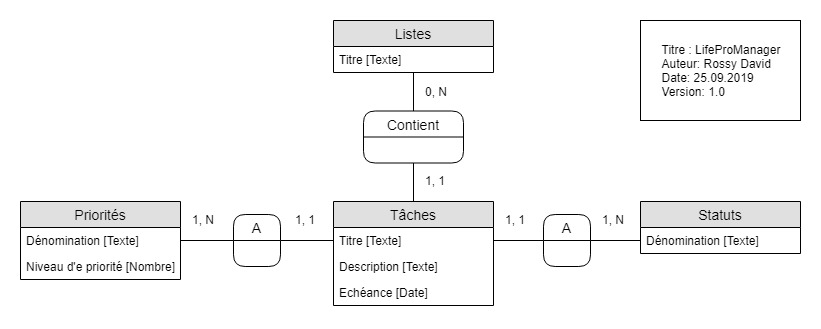 Listes
Titre [Texte]
Titre : LifeProManager
Auteur: Rossy David
Date: 25.09.2019
Version: 1.0
0, N
Contient
1, 1
Priorités
Dénomination [Texte]
Niveau d'e priorité [Nombre]
1, N
A
1, 1
Tâches
Titre [Texte]
Description [Texte]
Echéance [Date]
1, 1
A
1, N
Statuts
Dénomination [Texte]